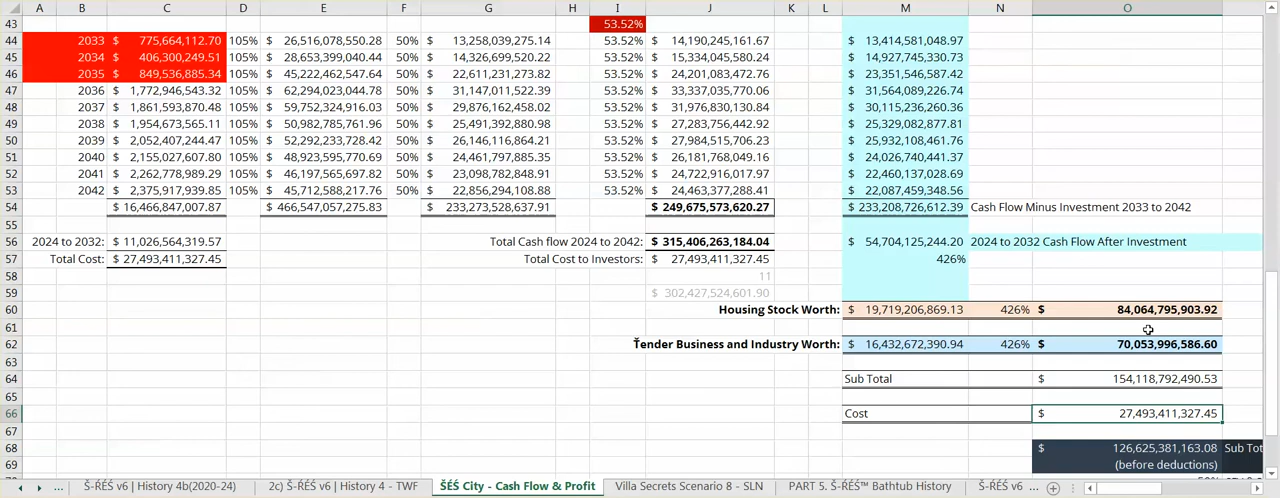 A B C D E F G H I J K L M N O
43 53.52%
44 2033 $ 775,664,112.70 105% $ 26,516,078,550.28 50% $ 13,258,039,275.14 53.52% $ 14,190,245,161.67 $ 13,414,581,048.97
45 2034 $ 406,300,249.51 105% $ 28,653,399,040.44 50% $ 14,326,699,520.22 53.52% $ 15,334,045,580.24 $ 14,927,745,330.73
46 2035 $ 849,536,885.34 105% $ 45,222,462,547.64 50% $ 22,611,231,273.82 53.52% $ 24,201,083,472.76 $ 23,351,546,587.42
47 2036 $ 1,772,946,543.32 105% $ 62,294,023,044.78 50% $ 31,147,011,522.39 53.52% $ 33,337,035,770.06 $ 31,564,089,226.74
48 2037 $ 1,861,593,870.48 105% $ 59,752,324,916.03 50% $ 29,876,162,458.02 53.52% $ 31,976,830,130.84 $ 30,115,236,260.36
49 2038 $ 1,954,673,565.11 105% $ 50,982,785,761.96 50% $ 25,491,392,880.98 53.52% $ 27,283,756,442.92 $ 25,329,082,877.81
50 2039 $ 2,052,407,244.47 105% $ 52,292,233,728.42 50% $ 26,146,116,864.21 53.52% $ 27,984,515,706.23 $ 25,932,108,461.76
51 2040 $ 2,155,027,607.80 105% $ 48,923,595,770.69 50% $ 24,461,797,885.35 53.52% $ 26,181,768,049.16 $ 24,026,740,441.37
52 2041 $ 2,262,778,989.29 105% $ 46,197,565,697.82 50% $ 23,098,782,848.91 53.52% $ 24,722,916,017.97 $ 22,460,137,028.69
53 2042 $ 2,375,917,939.85 105% $ 45,712,588,217.76 50% $ 22,856,294,108.88 53.52% $ 24,463,377,288.41 $ 22,087,459,348.56
54 $ 16,466,847,007.87 $ 466,547,057,275.83 $ 233,273,528,637.91 $ 249,675,573,620.27 $ 233,208,726,612.39 Cash Flow Minus Investment 2033 to 2042
55
56 2024 to 2032: $ 11,026,564,319.57 Total Cash flow 2024 to 2042: $ 315,406,263,184.04 $ 54,704,125,244.20 2024 to 2032 Cash Flow After Investment
57 Total Cost: $ 27,493,411,327.45 Total Cost to Investors: $ 27,493,411,327.45 426%
58 11
59 $ 302,427,524,601.90
60 Housing Stock Worth: $ 19,719,206,869.13 426% $ 84,064,795,903.92
61
62 Ťender Business and Industry Worth: $ 16,432,672,390.94 426% $ 70,053,996,586.60
63
64 Sub Total $ 154,118,792,490.53
65
66 Cost $ 27,493,411,327.45
67
68 $ 126,625,381,163.08 Sub Tot
69 (before deductions)
... Š-ŔÉŚ v6 | History 4b(2020-24) 2c) Š-ŔÉŚ v5 | History 4 - TWF ŠÉŚ City - Cash Flow & Profit Villa Secrets Scenario 8 - SLN PART 5. Š-ŔÉŚ™ Bathtub History Š-ŔÉŚ v6 ...